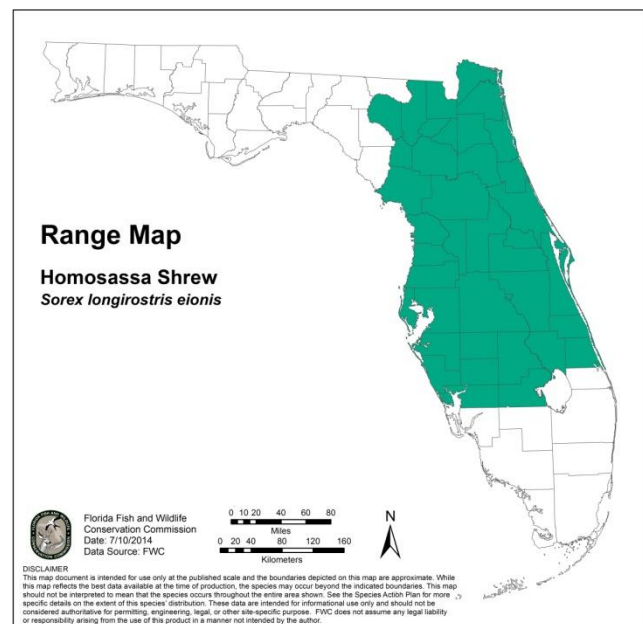 Range Map
Homosassa Shrew
Sorex longirostris eionis
Florida Fish and Wildlife
Conservation Commission
Date: 7/10/2014
Data Source: FWC
0 10 20 40 60 80
Miles
0 20 40 80 120 160
Kilometers
N
DISCLAIMER
This map document is intended for use only at the published scale and the boundaries depicted on this map are approximate. While
this map reflects the best data available at the time of production, the species may occur beyond the indicated boundaries. This map
should not be interpreted to mean that the species occurs throughout the entire area shown. See the Species Actibh Plan for more
specific details on the extent of this species' distribution. These data are intended for informational use only and should not be
considered authoritative for permitting, engineering, legal, or other site-specific purpose. FWC does not assume any legal liability
or responsibility arising from the use of this product in a manner not intended by the author.